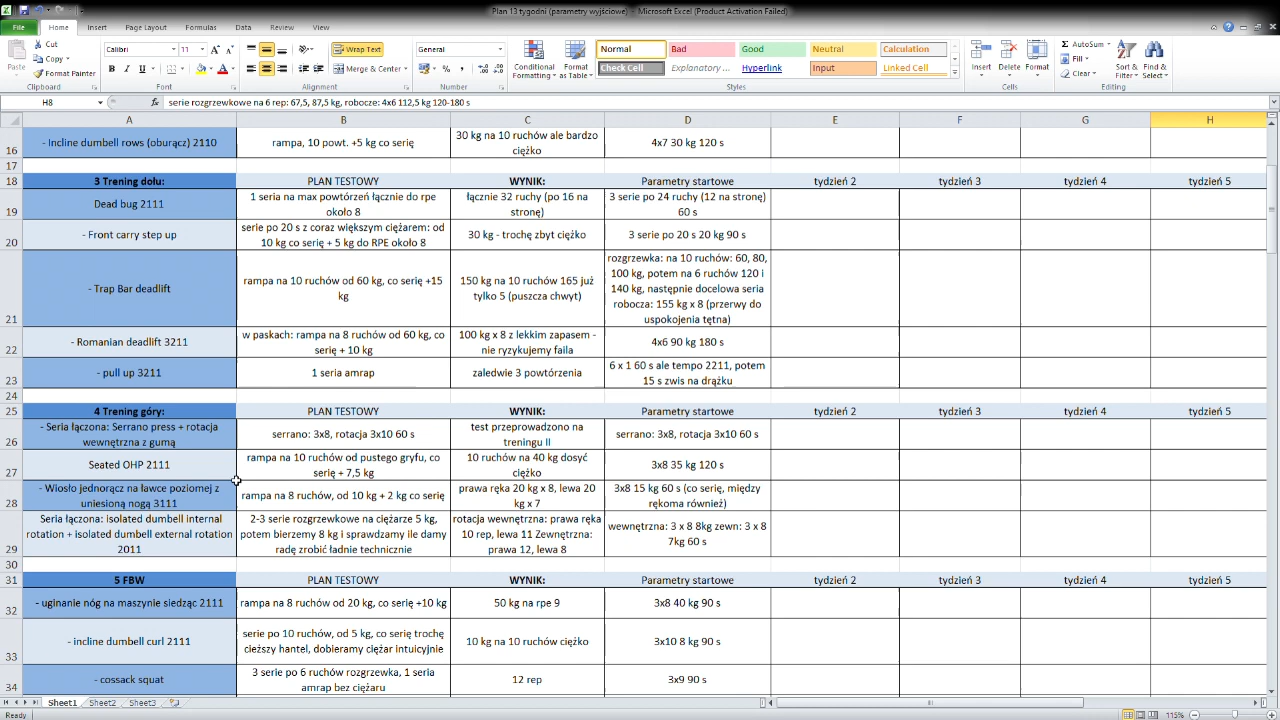 Plan 13 tygodni (parametry wyjściowe) - Microsoft Excel (Product Activation Failed)
File Home Insert Page Layout Formulas Data Review View
Cut
Copy
Format Painter
Paste
Clipboard
Calibri 11
B I U
Font
Wrap Text
Merge & Center
Alignment
General
% ,
Number
Conditional Formatting
Format as Table
Normal Bad Good Neutral Calculation
Check Cell Explanatory ... Hyperlink Input Linked Cell
Styles
Insert Delete Format
Cells
AutoSum
Fill
Clear
Sort & Filter
Find & Select
Editing
H8 fx serie rozgrzewkowe na 6 rep: 67,5, 87,5 kg, robocze: 4x6 112,5 kg 120-180 s
A B C D E F G H
16 - Incline dumbell rows (oburącz) 2110 rampa, 10 powt. +5 kg co serię 30 kg na 10 ruchów ale bardzo ciężko 4x7 30 kg 120 s
17
18 3 Trening dołu: PLAN TESTOWY WYNIK: Parametry startowe tydzień 2 tydzień 3 tydzień 4 tydzień 5
19 Dead bug 2111 1 seria na max powtórzeń łącznie do rpe około 8 łącznie 32 ruchy (po 16 na stronę) 3 serie po 24 ruchy (12 na stronę) 60 s
20 - Front carry step up serie po 20 s z coraz większym ciężarem: od 10 kg co serię + 5 kg do RPE około 8 30 kg - trochę zbyt ciężko 3 serie po 20 s 20 kg 90 s
21 - Trap Bar deadlift rampa na 10 ruchów od 60 kg, co serię +15 kg 150 kg na 10 ruchów 165 już tylko 5 (puszcza chwyt) rozgrzewka: na 10 ruchów: 60, 80, 100 kg, potem na 6 ruchów 120 i 140 kg, następnie docelowa seria robocza: 155 kg x 8 (przerwy do uspokojenia tętna)
22 - Romanian deadlift 3211 w paskach: rampa na 8 ruchów od 60 kg, co serię + 10 kg 100 kg x 8 z lekkim zapasem - nie ryzykujemy faila 4x6 90 kg 180 s
23 - pull up 3211 1 seria amrap zaledwie 3 powtórzenia 6 x 1 60 s ale tempo 2211, potem 15 s zwis na drążku
24
25 4 Trening góry: PLAN TESTOWY WYNIK: Parametry startowe tydzień 2 tydzień 3 tydzień 4 tydzień 5
26 - Seria łączona: Serrano press + rotacja wewnętrzna z gumą serrano: 3x8, rotacja 3x10 60 s test przeprowadzono na treningu II serrano: 3x8, rotacja 3x10 60 s
27 Seated OHP 2111 rampa na 10 ruchów od pustego gryfu, co serię + 7,5 kg 10 ruchów na 40 kg dosyć ciężko 3x8 35 kg 120 s
28 - Wiosło jednorącz na ławce poziomej z uniesioną nogą 3111 rampa na 8 ruchów, od 10 kg + 2 kg co serię prawa ręka 20 kg x 8, lewa 20 kg x 7 3x8 15 kg 60 s (co serię, między rękoma również)
29 Seria łączona: isolated dumbell internal rotation + isolated dumbell external rotation 2011 2-3 serie rozgrzewkowe na ciężarze 5 kg, potem bierzemy 8 kg i sprawdzamy ile damy radę zrobić ładnie technicznie rotacja wewnętrzna: prawa ręka 10 rep, lewa 11 Zewnętrzna: prawa 12, lewa 8 wewnętrzna: 3 x 8 8kg zewn: 3 x 8 7kg 60 s
30
31 5 FBW PLAN TESTOWY WYNIK: Parametry startowe tydzień 2 tydzień 3 tydzień 4 tydzień 5
32 - uginanie nóg na maszynie siedząc 2111 rampa na 8 ruchów od 20 kg, co serię +10 kg 50 kg na rpe 9 3x8 40 kg 90 s
33 - incline dumbell curl 2111 serie po 10 ruchów, od 5 kg, co serię trochę cieższy hantel, dobieramy ciężar intuicyjnie 10 kg na 10 ruchów ciężko 3x10 8 kg 90 s
34 - cossack squat 3 serie po 6 ruchów rozgrzewka, 1 seria amrap bez ciężaru 12 rep 3x9 90 s
Sheet1 Sheet2 Sheet3
Ready 115%